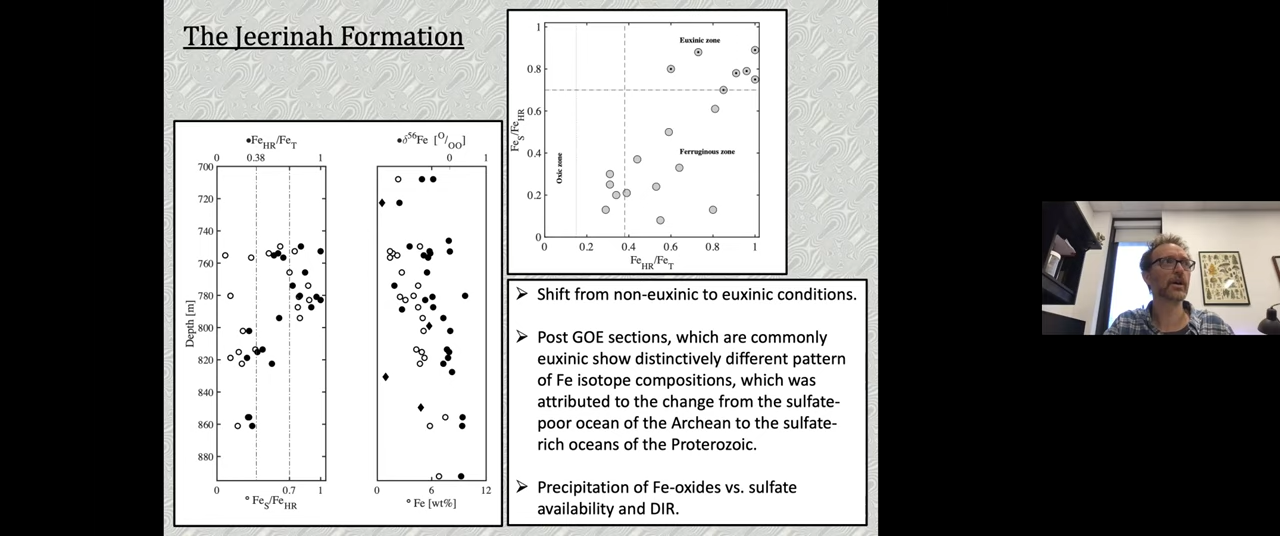 The Jeerinah Formation
FeHR/FeT
0 0.38 1
700
720
740
760
780
800
820
840
860
880
Depth [m]
0 0.7 1
FeS/FeHR
δ56Fe [O/OO]
0 1
0 6 12
Fe [wt%]
1
0.8
0.6
0.4
0.2
0
FeS/FeHR
Euxinic zone
Ferruginous zone
Oxic zone
0 0.2 0.4 0.6 0.8 1
FeHR/FeT
➢ Shift from non-euxinic to euxinic conditions.
➢ Post GOE sections, which are commonly
euxinic show distinctively different pattern
of Fe isotope compositions, which was
attributed to the change from the sulfate-
poor ocean of the Archean to the sulfate-
rich oceans of the Proterozoic.
➢ Precipitation of Fe-oxides vs. sulfate
availability and DIR.